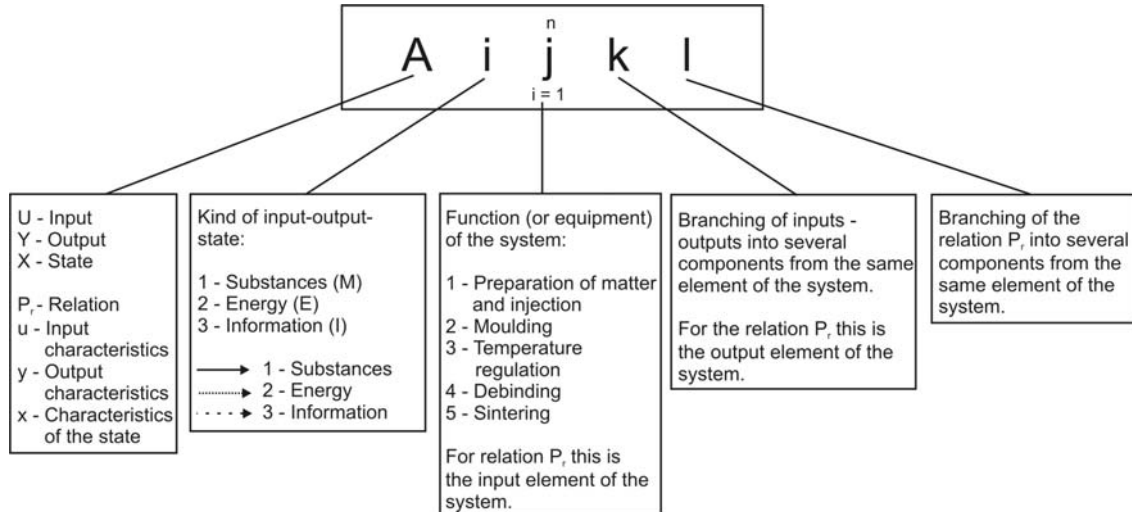 n
A i j k l
i = 1
U - Input
Y - Output
X - State
Pr - Relation
u - Input
characteristics
y - Output
characteristics
x - Characteristics
of the state
Kind of input-output-
state:
1 - Substances (M)
2 - Energy (E)
3 - Information (I)
1 - Substances
2 - Energy
3 - Information
Function (or equipment)
of the system:
1 - Preparation of matter
and injection
2 - Moulding
3 - Temperature
regulation
4 - Debinding
5 - Sintering
For relation Pr this is
the input element of the
system.
Branching of inputs -
outputs into several
components from the same
element of the system.
For the relation Pr this is
the output element of the
system.
Branching of the
relation Pr into several
components from the
same element of the
system.